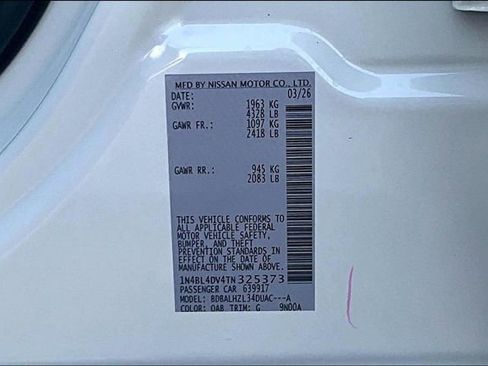 MFD BY NISSAN MOTOR CO., LTD.
DATE: 03/26
GVWR: 1963 KG
4328 LB
GAWR FR.: 1097 KG
2418 LB
GAWR RR.: 945 KG
2083 LB
THIS VEHICLE CONFORMS TO
ALL APPLICABLE FEDERAL
MOTOR VEHICLE SAFETY,
BUMPER, AND THEFT
PREVENTION STANDARDS IN
EFFECT ON THE DATE OF
MANUFACTURE SHOWN ABOVE.
1N4BL4DV4TN325373
PASSENGER CAR 639917
MODEL: BDBALHZL34DUAC---A
COLOR: QAB TRIM: G 9N00A